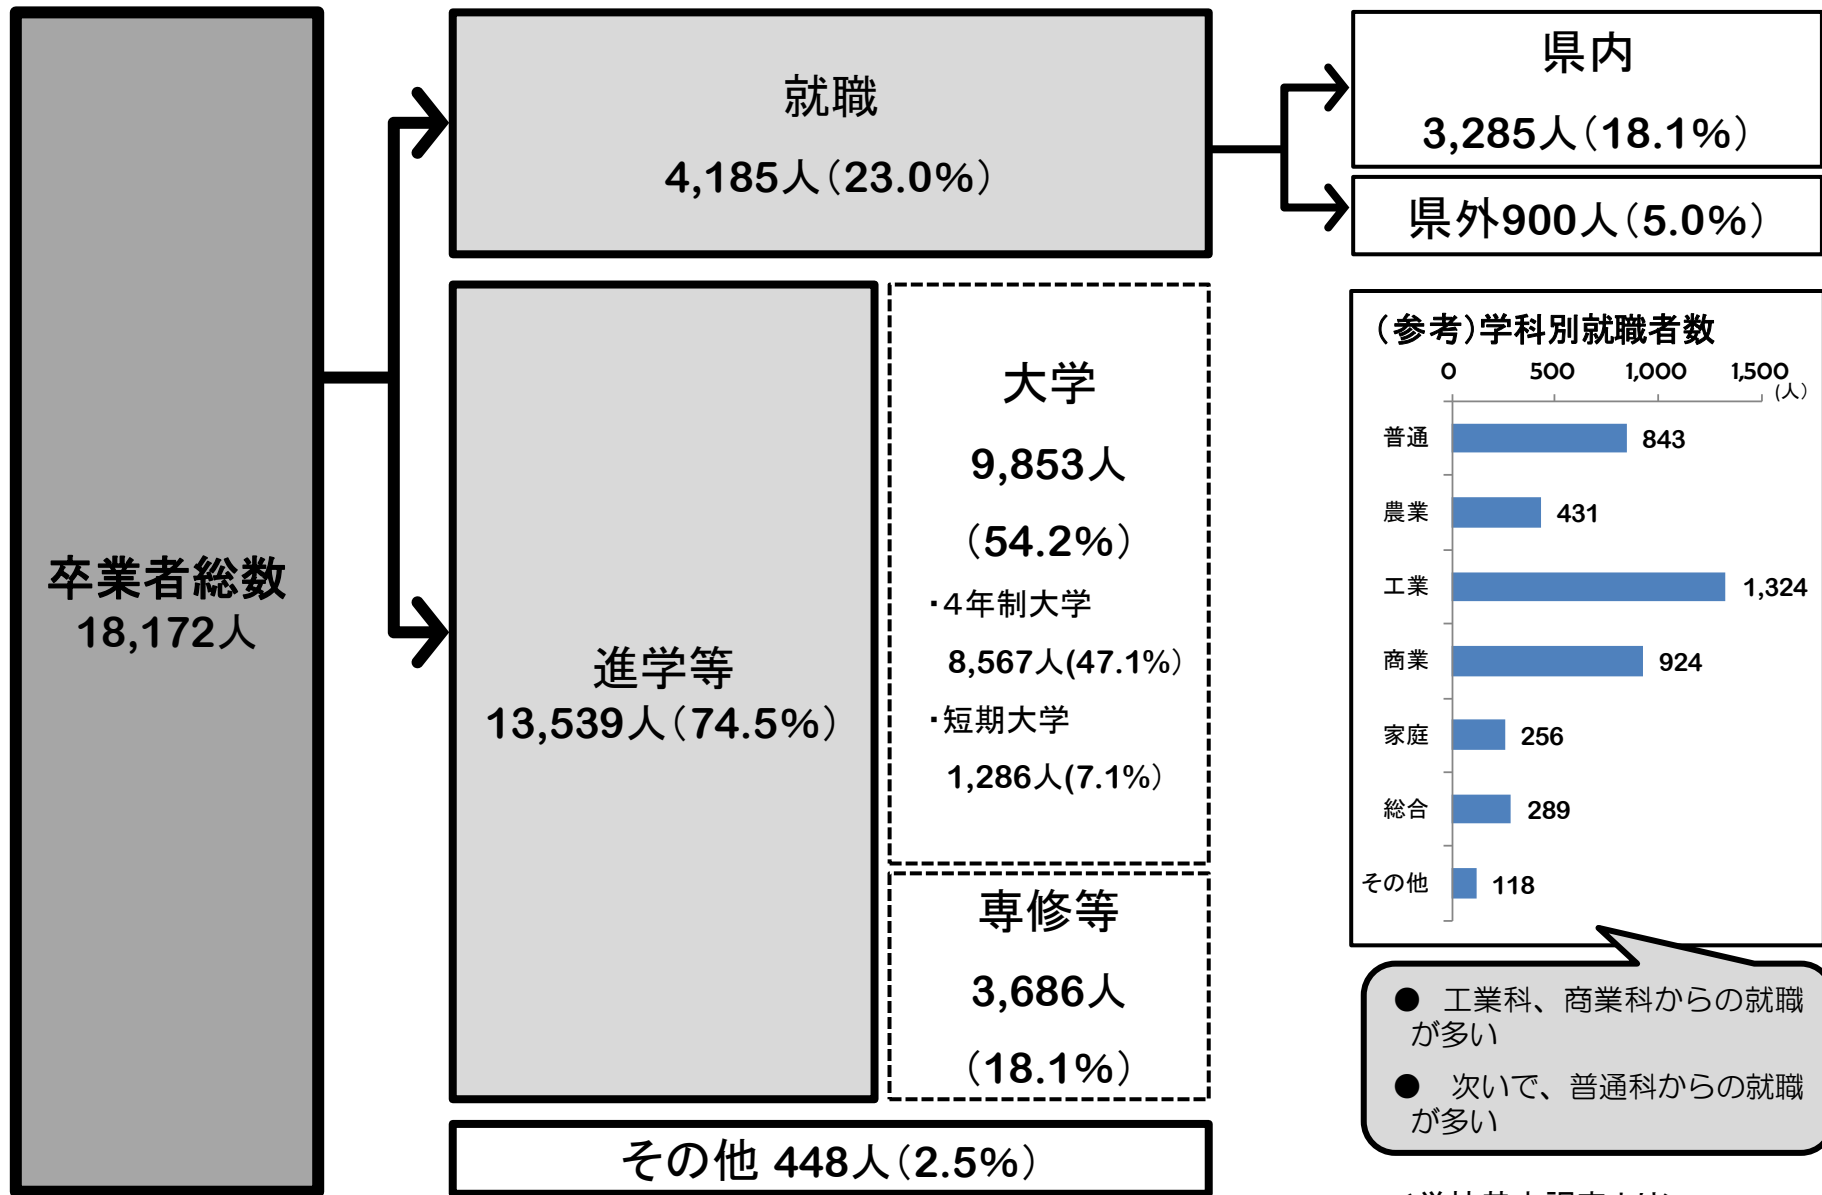 卒業者総数
18,172人
就職
4,185人(23.0%)
県内
3,285人(18.1%)
県外900人(5.0%)
進学等
13,539人(74.5%)
大学
9,853人
(54.2%)
・4年制大学
8,567人(47.1%)
・短期大学
1,286人(7.1%)
専修等
3,686人
(18.1%)
その他 448人(2.5%)
(参考)学科別就職者数
0 500 1,000 1,500
(人)
普通 843
農業 431
工業 1,324
商業 924
家庭 256
総合 289
その他 118
● 工業科、商業科からの就職
が多い
● 次いで、普通科からの就職
が多い